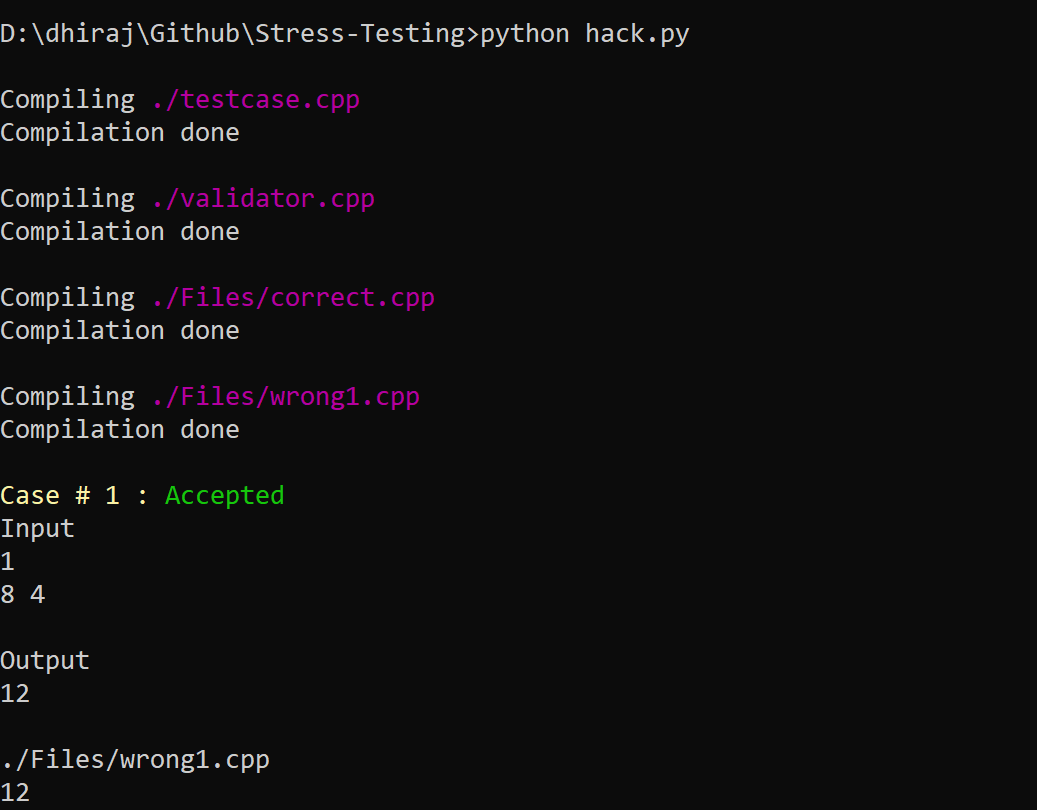 D:\dhiraj\Github\Stress-Testing>python hack.py
Compiling ./testcase.cpp
Compilation done
Compiling ./validator.cpp
Compilation done
Compiling ./Files/correct.cpp
Compilation done
Compiling ./Files/wrong1.cpp
Compilation done
Case # 1 : Accepted
Input
1
8 4
Output
12
./Files/wrong1.cpp
12